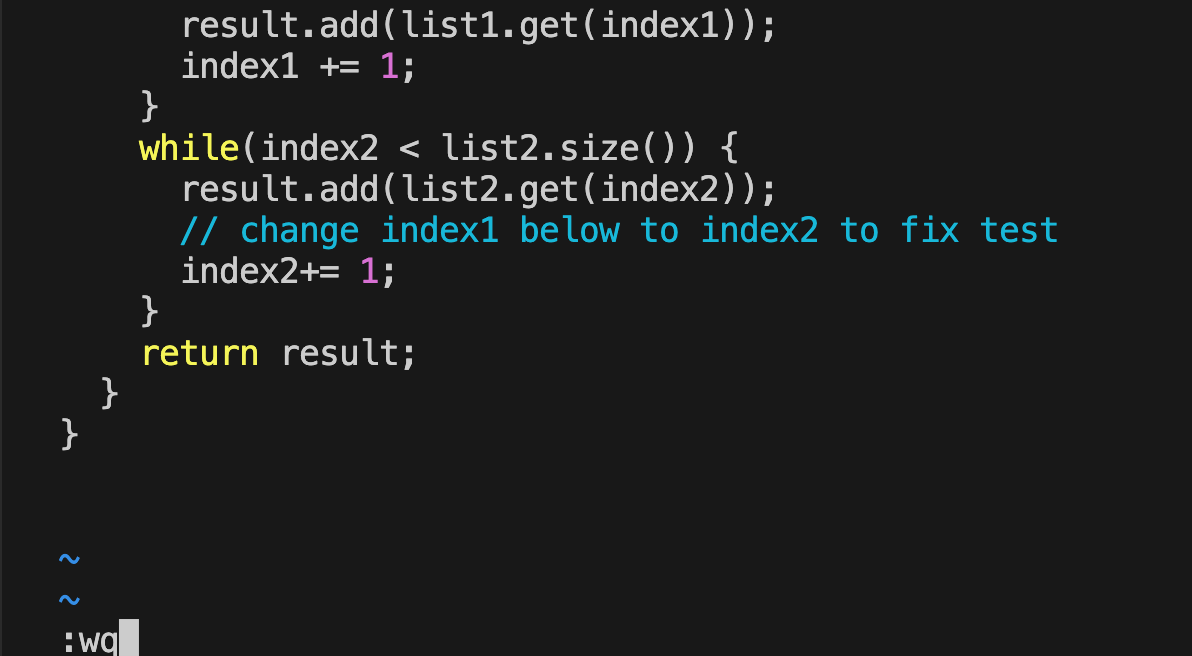 result.add(list1.get(index1));
index1 += 1;
}
while(index2 < list2.size()) {
result.add(list2.get(index2));
// change index1 below to index2 to fix test
index2+= 1;
}
return result;
}
}
~
~
:wq